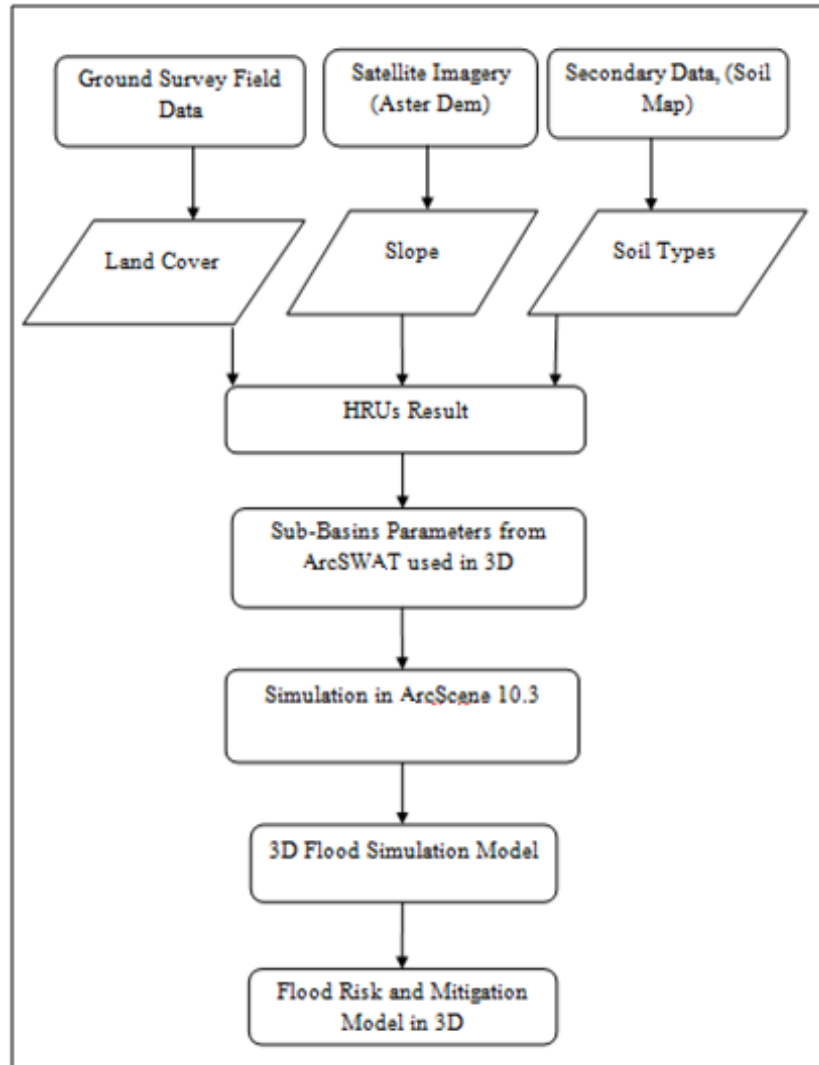 Ground Survey Field
Data
Satellite Imagery
(Aster Dem)
Secondary Data, (Soil
Map)
Land Cover
Slope
Soil Types
HRUs Result
Sub-Basins Parameters from
ArcSWAT used in 3D
Simulation in ArcScene 10.3
3D Flood Simulation Model
Flood Risk and Mitigation
Model in 3D